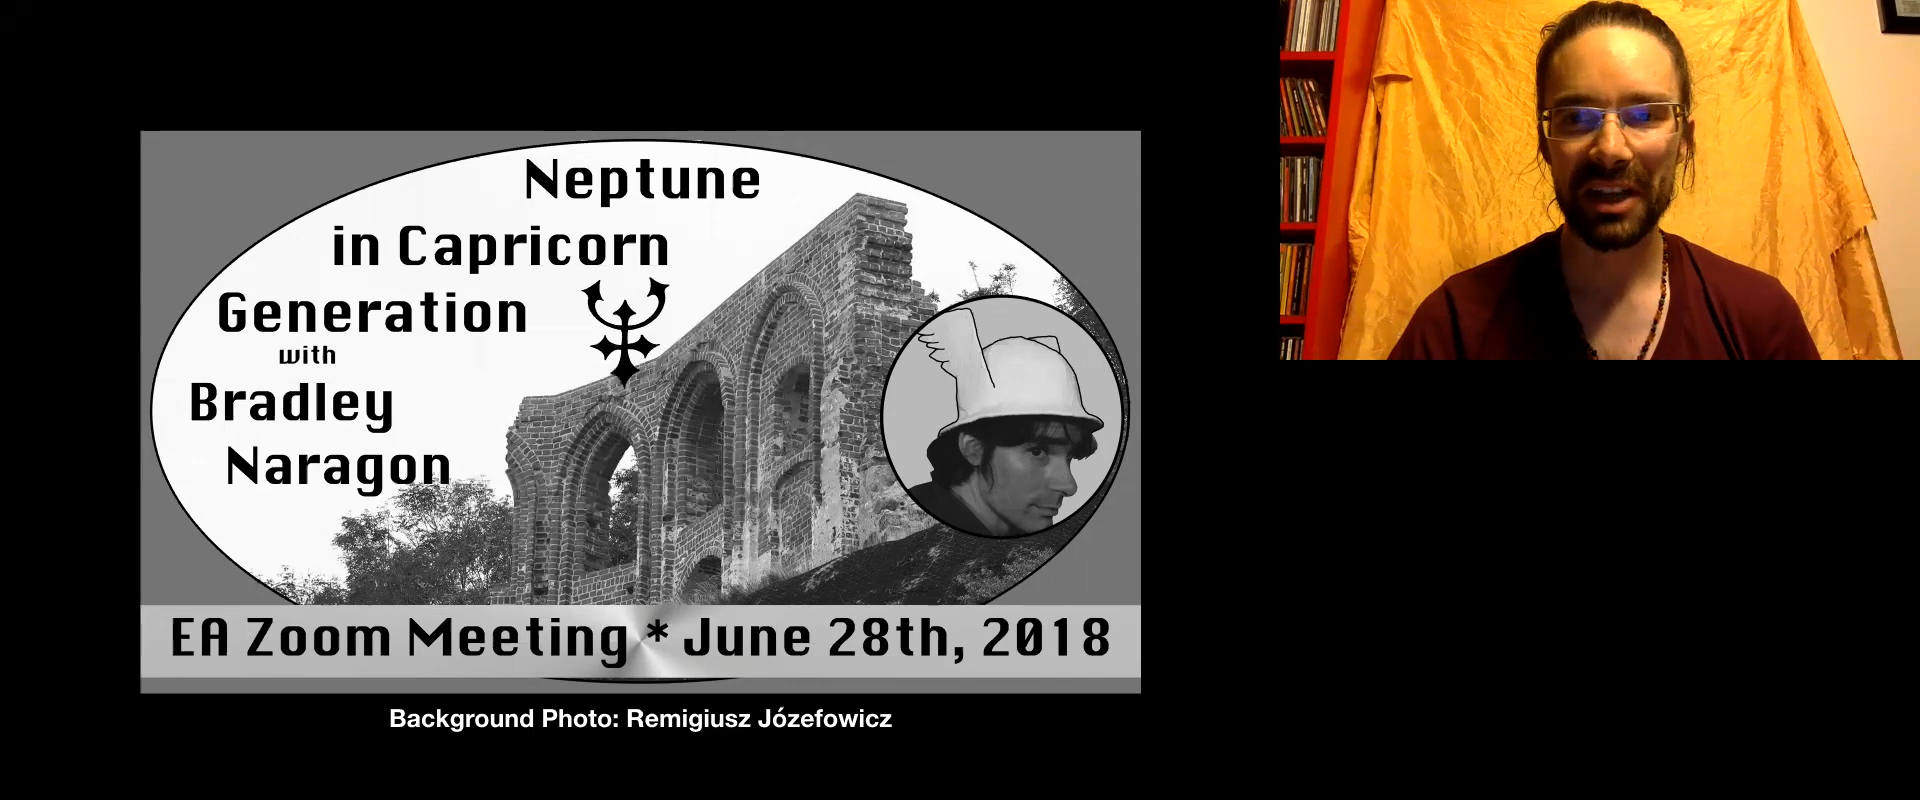 Neptune
in Capricorn
Generation
with
Bradley
Naragon
EA Zoom Meeting * June 28th, 2018
Background Photo: Remigiusz Józefowicz